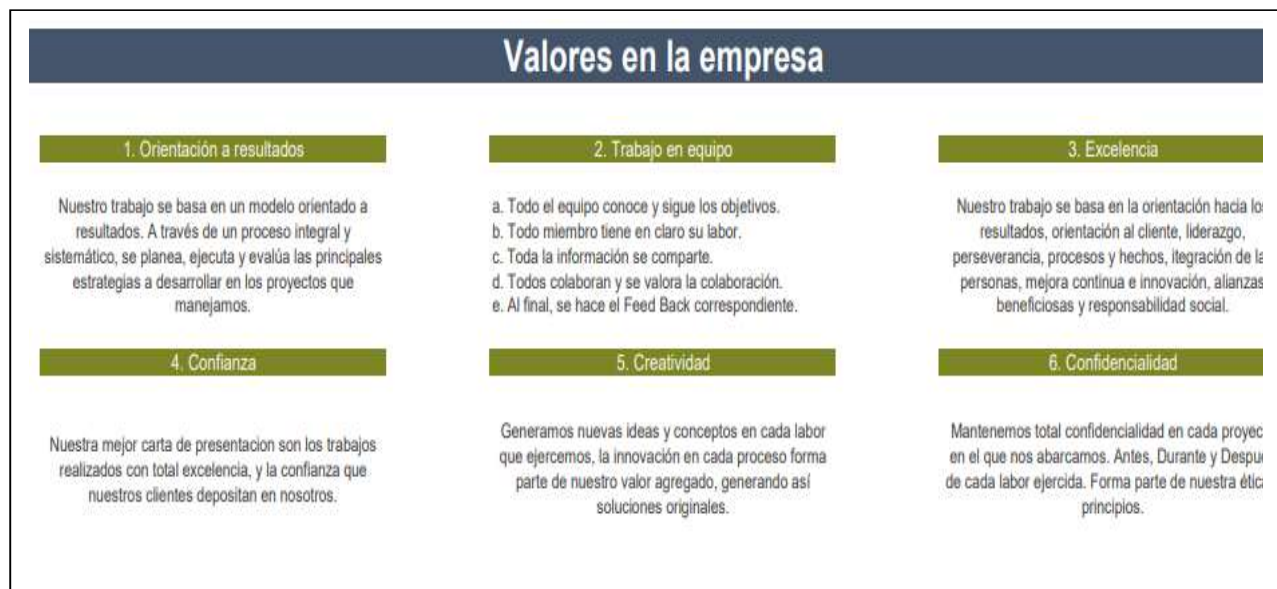 Valores en la empresa
1. Orientación a resultados
Nuestro trabajo se basa en un modelo orientado a
resultados. A través de un proceso integral y
sistemático, se planea, ejecuta y evalúa las principales
estrategias a desarrollar en los proyectos que
manejamos.
2. Trabajo en equipo
a. Todo el equipo conoce y sigue los objetivos.
b. Todo miembro tiene en claro su labor.
c. Toda la información se comparte.
d. Todos colaboran y se valora la colaboración.
e. Al final, se hace el Feed Back correspondiente.
3. Excelencia
Nuestro trabajo se basa en la orientación hacia
resultados, orientación al cliente, liderazgo,
perseverancia, procesos y hechos, itegración de
personas, mejora continua e innovación, alianzas
beneficiosas y responsabilidad social.
4. Confianza
Nuestra mejor carta de presentacion son los trabajos
realizados con total excelencia, y la confianza que
nuestros clientes depositan en nosotros.
5. Creatividad
Generamos nuevas ideas y conceptos en cada labor
que ejercemos, la innovación en cada proceso forma
parte de nuestro valor agregado, generando así
soluciones originales.
6. Confidencialidad
Mantenemos total confidencialidad en cada
en el que nos abarcamos. Antes, Durante y
de cada labor ejercida. Forma parte de nuestra
principios.